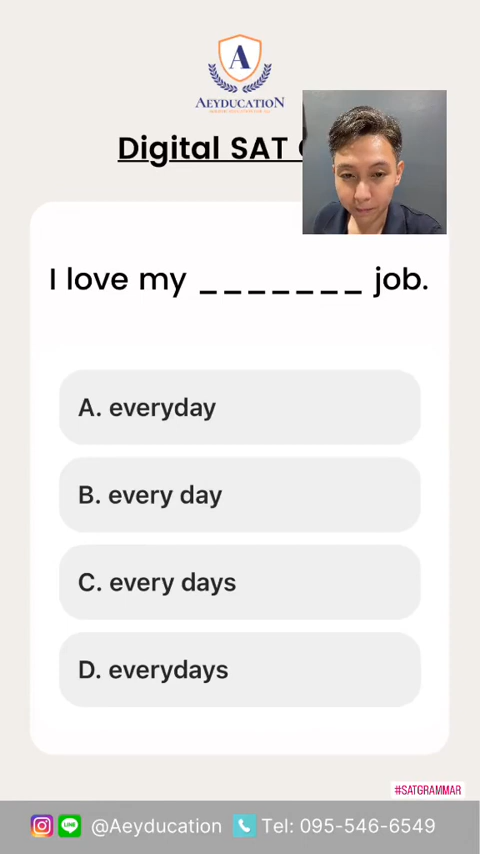 A
AEYDUCATION
Digital SAT
I love my _______ job.
A. everyday
B. every day
C. every days
D. everydays
#SATGRAMMAR
LINE
@Aeyducation Tel: 095-546-6549